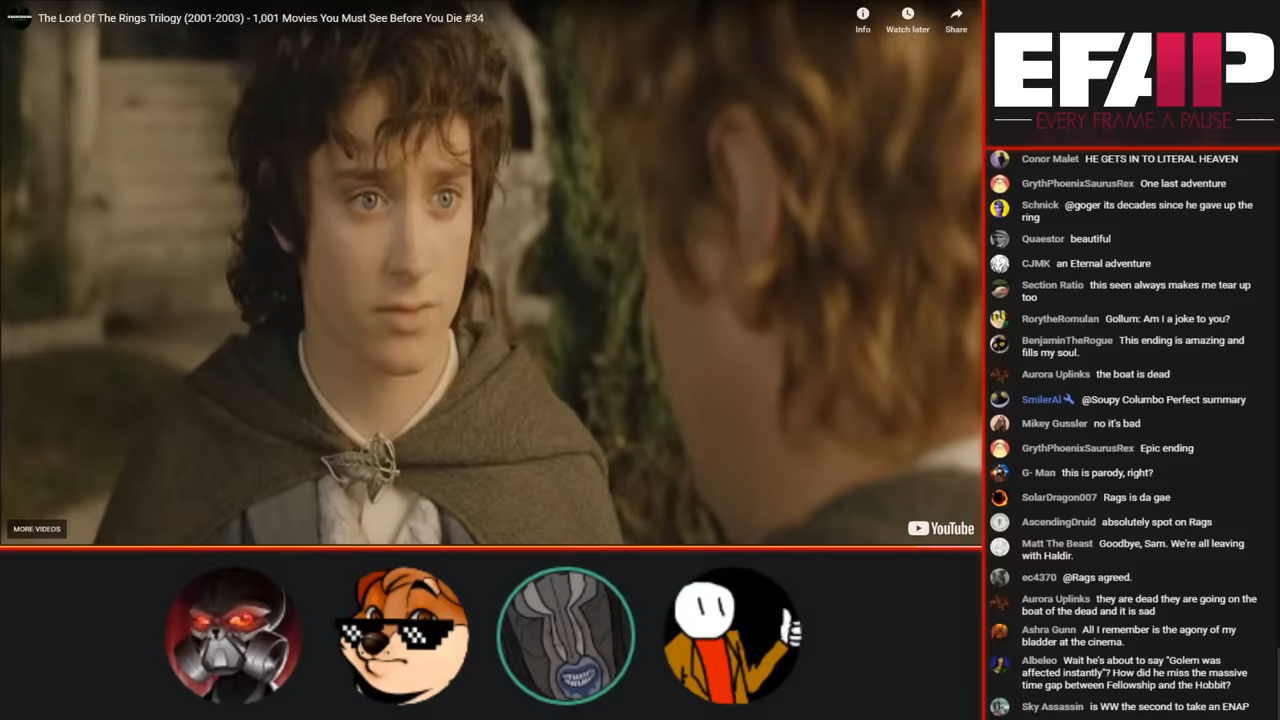 The Lord Of The Rings Trilogy (2001-2003) - 1,001 Movies You Must See Before You Die #34
Info
Watch later
Share
MORE VIDEOS
YouTube
EFAP
EVERY FRAME A PAUSE
Conor Malet HE GETS IN TO LITERAL HEAVEN
GrythPhoenixSaurusRex One last adventure
Schnick @goger its decades since he gave up the
ring
Quaestor beautiful
CJMK an Eternal adventure
Section Ratio this seen always makes me tear up
too
RorytheRomulan Gollum: Am I a joke to you?
BenjaminTheRogue This ending is amazing and
fills my soul.
Aurora Uplinks the boat is dead
SmilerAl @Soupy Columbo Perfect summary
Mikey Gussler no it's bad
GrythPhoenixSaurusRex Epic ending
G- Man this is parody, right?
SolarDragon007 Rags is da gae
AscendingDruid absolutely spot on Rags
Matt The Beast Goodbye, Sam. We're all leaving
with Haldir.
ec4370 @Rags agreed.
Aurora Uplinks they are dead they are going on the
boat of the dead and it is sad
Ashra Gunn All I remember is the agony of my
bladder at the cinema.
Albeleo Wait he's about to say "Golem was
affected instantly"? How did he miss the massive
time gap between Fellowship and the Hobbit?
Sky Assassin is WW the second to take an ENAP